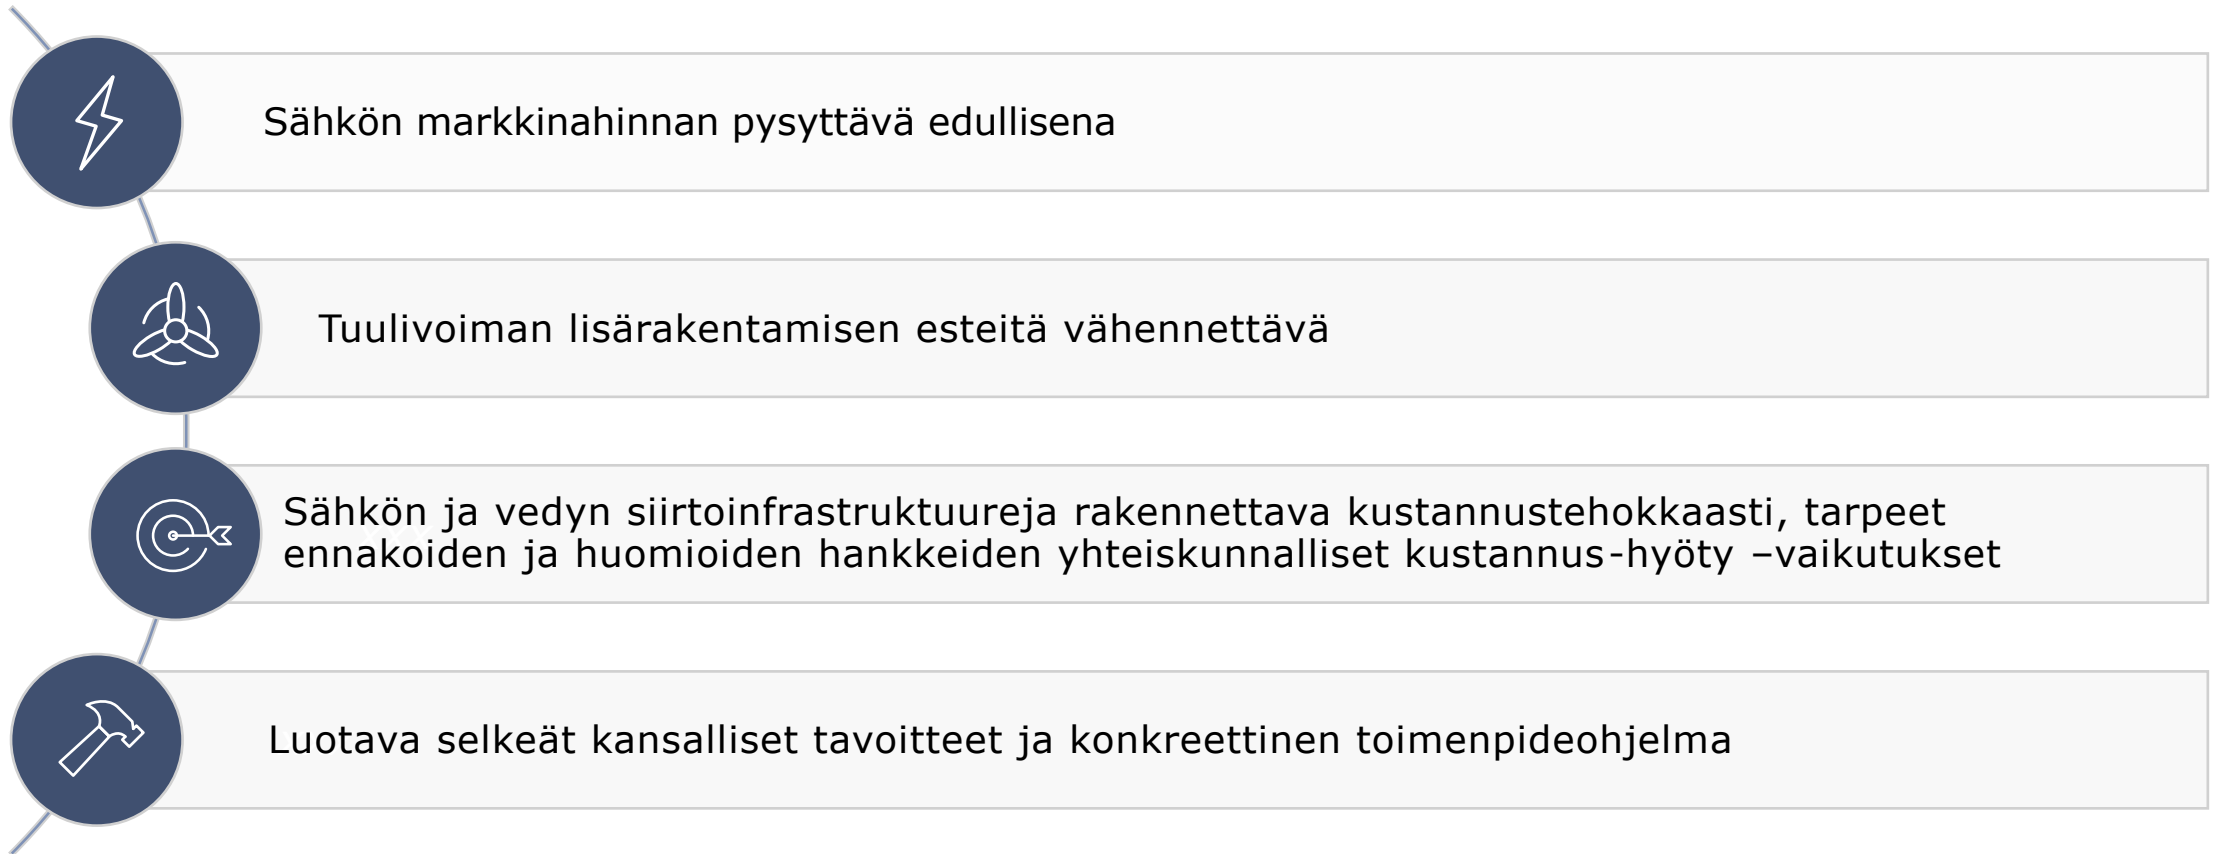 Sähkön markkinahinnan pysyttävä edullisena
Tuulivoiman lisärakentamisen esteitä vähennettävä
Sähkön ja vedyn siirtoinfrastruktuureja rakennettava kustannustehokkaasti, tarpeet
ennakoiden ja huomioiden hankkeiden yhteiskunnalliset kustannus-hyöty –vaikutukset
Luotava selkeät kansalliset tavoitteet ja konkreettinen toimenpideohjelma